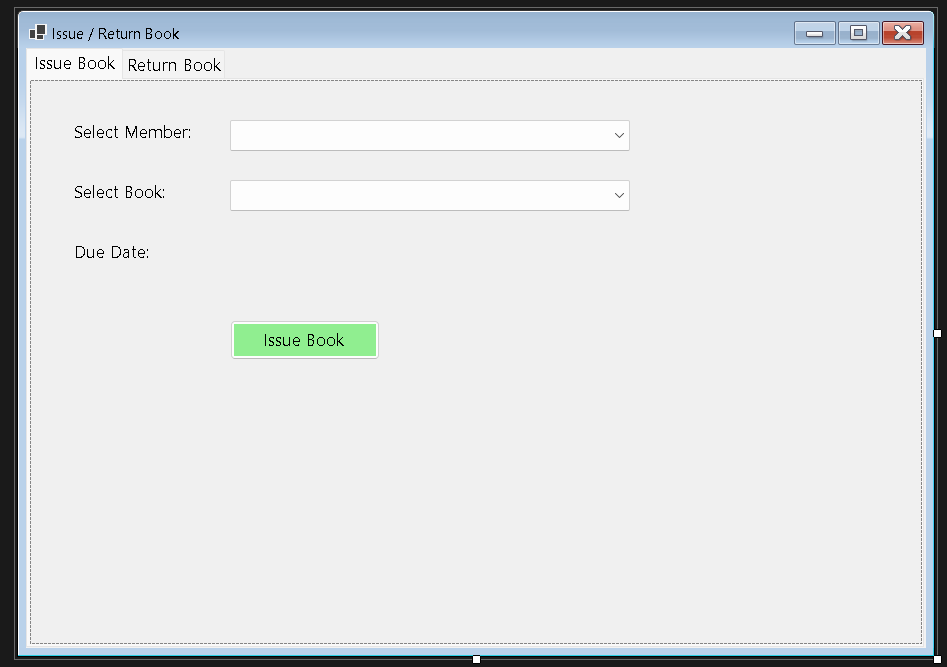 Issue / Return Book
Issue Book
Return Book
Select Member:
Select Book:
Due Date:
Issue Book